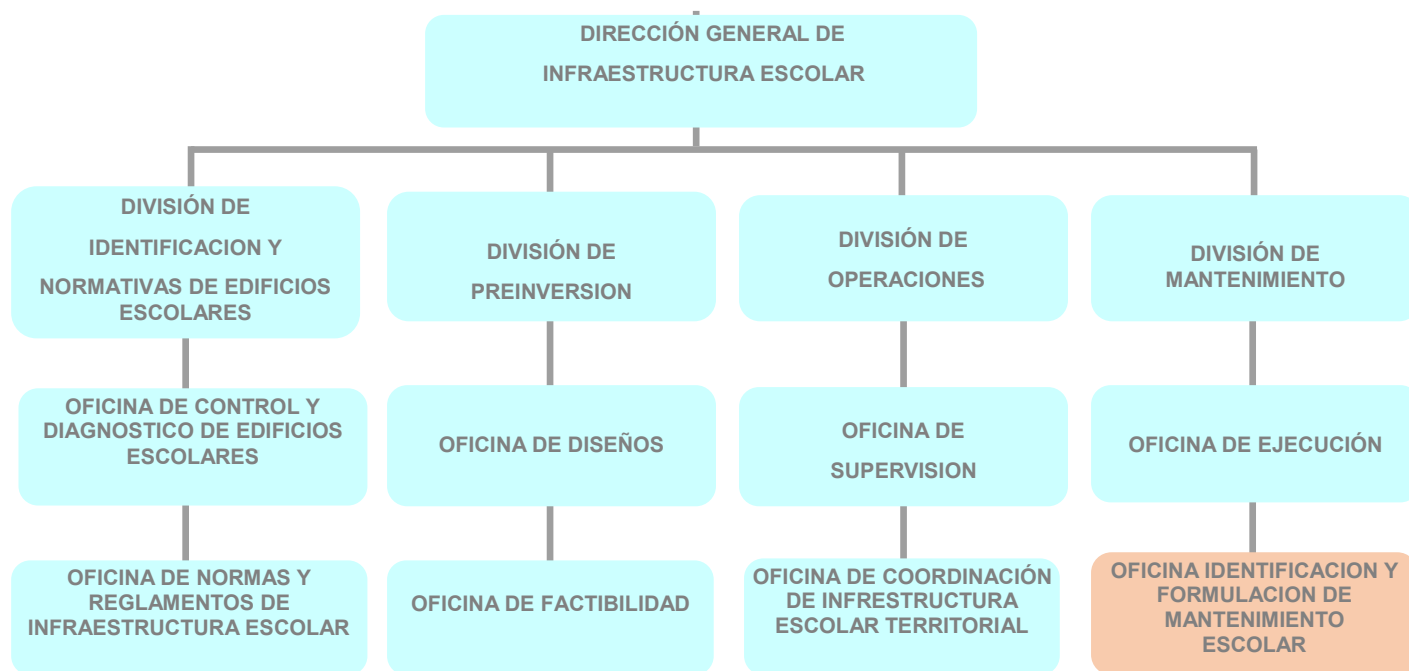 DIRECCIÓN GENERAL DE
INFRAESTRUCTURA ESCOLAR
DIVISIÓN DE
IDENTIFICACION Y
NORMATIVAS DE EDIFICIOS
ESCOLARES
DIVISIÓN DE
PREINVERSION
DIVISIÓN DE
OPERACIONES
DIVISIÓN DE
MANTENIMIENTO
OFICINA DE CONTROL Y
DIAGNOSTICO DE EDIFICIOS
ESCOLARES
OFICINA DE DISEÑOS
OFICINA DE
SUPERVISION
OFICINA DE EJECUCIÓN
OFICINA DE NORMAS Y
REGLAMENTOS DE
INFRAESTRUCTURA ESCOLAR
OFICINA DE FACTIBILIDAD
OFICINA DE COORDINACIÓN
DE INFRESTRUCTURA
ESCOLAR TERRITORIAL
OFICINA IDENTIFICACION Y
FORMULACION DE
MANTENIMIENTO
ESCOLAR